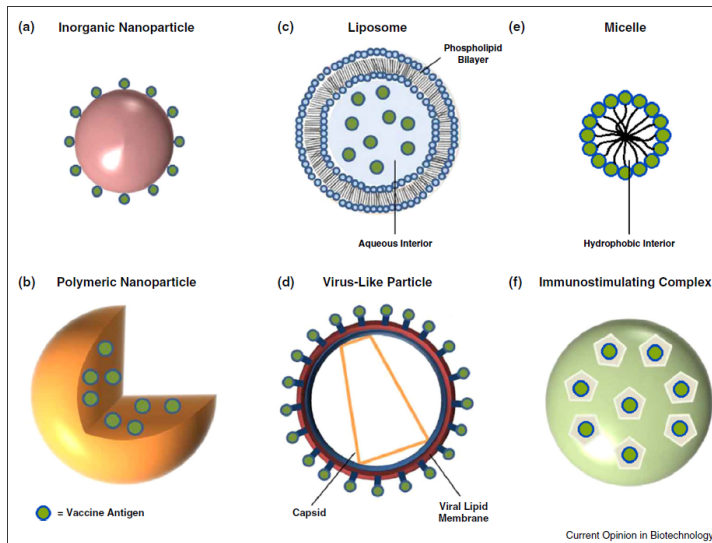 (a) Inorganic Nanoparticle
(c) Liposome
(e) Micelle
Phospholipid
Bilayer
Aqueous Interior
Hydrophobic Interior
(b) Polymeric Nanoparticle
(d) Virus-Like Particle
(f) Immunostimulating Complex
Capsid
Viral Lipid
Membrane
= Vaccine Antigen
Current Opinion in Biotechnology